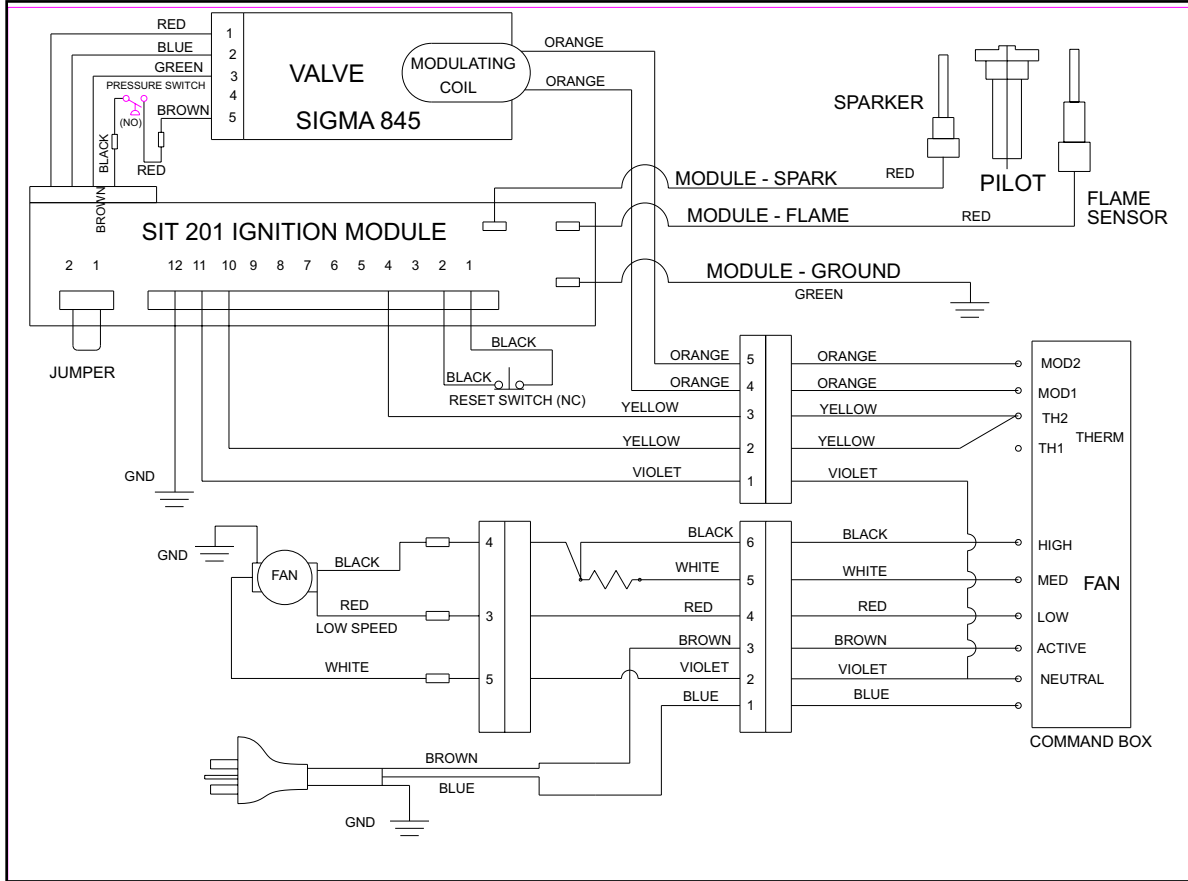 RED
1
BLUE
2
GREEN
3
PRESSURE SWITCH
4
(NO)
BROWN
5
BLACK
RED
BROWN
VALVE
SIGMA 845
MODULATING
COIL
ORANGE
ORANGE
SPARKER
PILOT
FLAME
SENSOR
MODULE - SPARK
RED
MODULE - FLAME
RED
MODULE - GROUND
GREEN
SIT 201 IGNITION MODULE
2 1
12 11 10 9 8 7 6 5 4 3 2 1
JUMPER
BLACK
BLACK
RESET SWITCH (NC)
ORANGE 5 ORANGE
MOD2
ORANGE 4 ORANGE
MOD1
YELLOW 3 YELLOW
TH2
THERM
YELLOW 2 YELLOW
TH1
GND
VIOLET 1 VIOLET
GND
FAN
BLACK
4
RED
LOW SPEED
3
WHITE
5
BLACK 6 BLACK
HIGH
WHITE 5 WHITE
MED
FAN
RED 4 RED
LOW
BROWN 3 BROWN
ACTIVE
VIOLET 2 VIOLET
NEUTRAL
BLUE 1 BLUE
COMMAND BOX
BROWN
BLUE
GND